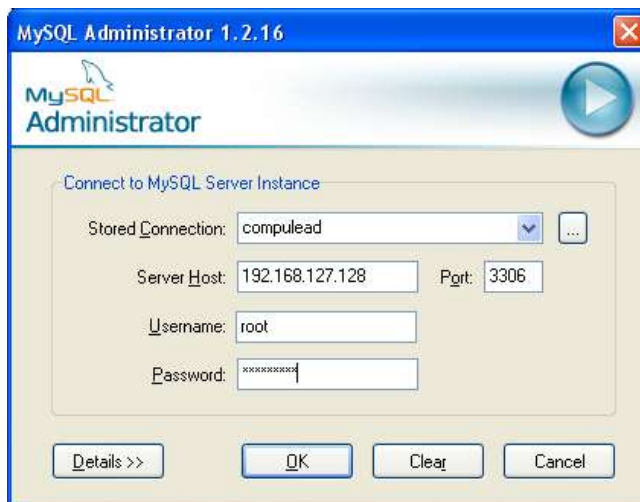 MySQL Administrator 1.2.16
MySQL
Administrator
Connect to MySQL Server Instance
Stored Connection: compulead ...
Server Host: 192.168.127.128 Port: 3306
Username: root
Password: *********
Details >> OK Clear Cancel